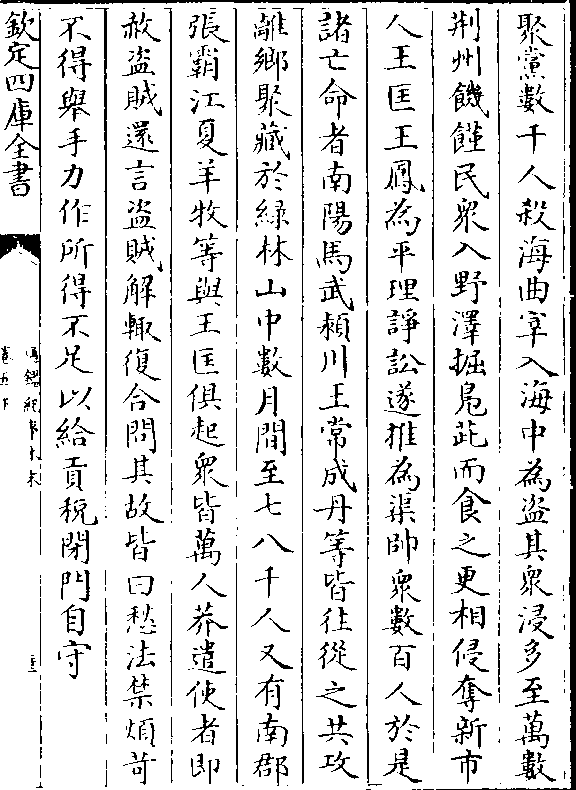 聚黨數千人殺海曲宰入海中為盜其衆浸多至萬數
荆州饑饉民衆入野澤掘鳬茈而食之更相侵奪新市
人王匡王鳳為平理諍訟遂推為渠帥衆數百人於是
諸亡命者南陽馬武潁川王常成丹等皆往從之共攻
離鄉聚藏於綠林山中數月間至七八千人又有南郡
張霸江夏羊牧等與王匡俱起衆皆萬人莽遣使者即
赦盜賊還言盜賊解輒復合問其故皆曰愁法禁煩苛
不得舉手力作所得不足以給貢稅閉門自守
欽定四庫全書
通鑑紀事本末
卷五下